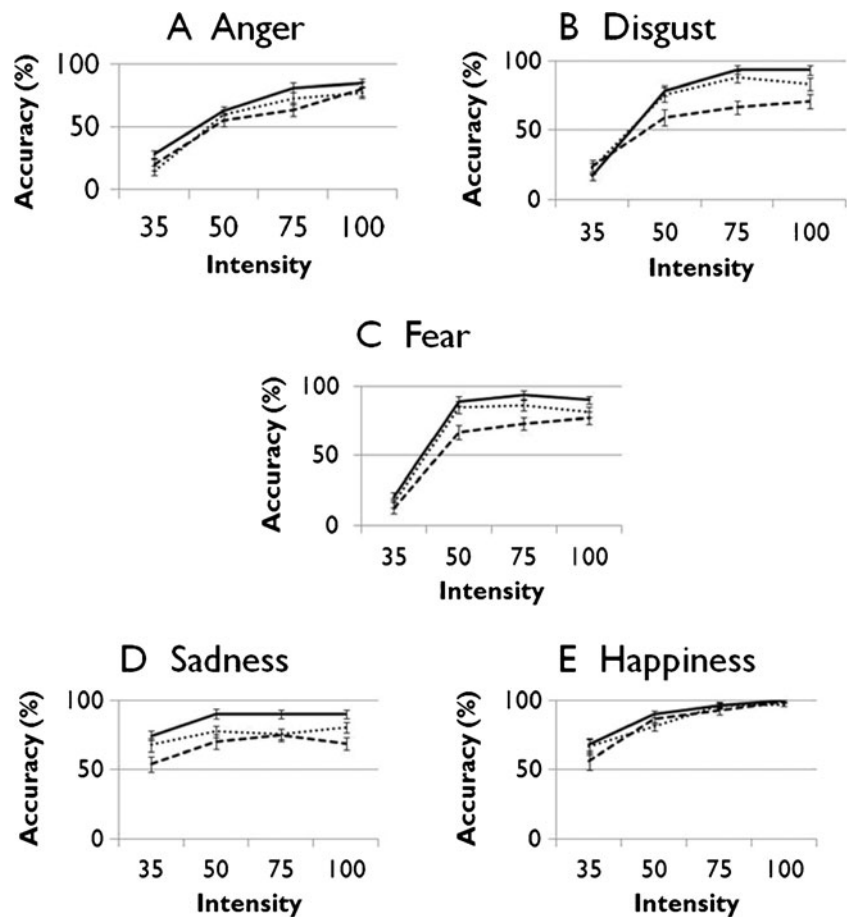 A Anger
Accuracy (%)
100
50
0
35 50 75 100
Intensity
B Disgust
Accuracy (%)
100
50
0
35 50 75 100
Intensity
C Fear
Accuracy (%)
100
50
0
35 50 75 100
Intensity
D Sadness
Accuracy (%)
100
50
0
35 50 75 100
Intensity
E Happiness
Accuracy (%)
100
50
0
35 50 75 100
Intensity